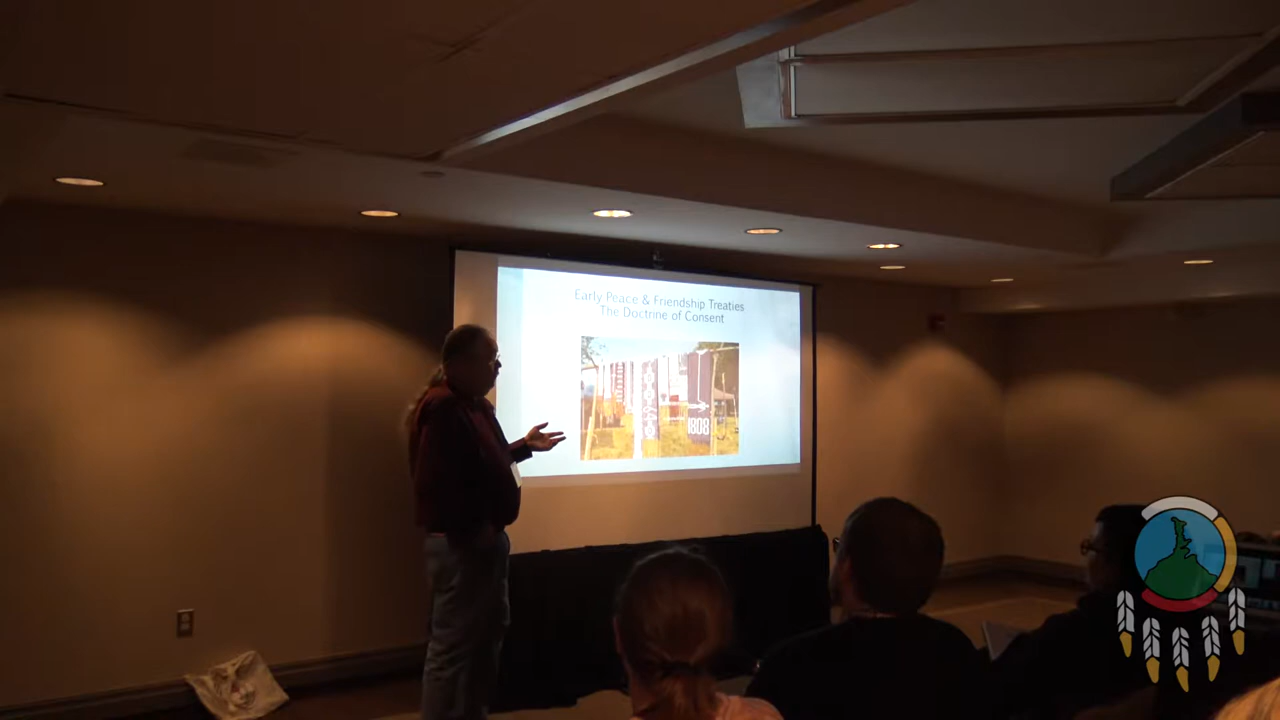 Early Peace & Friendship Treaties
The Doctrine of Consent
1808